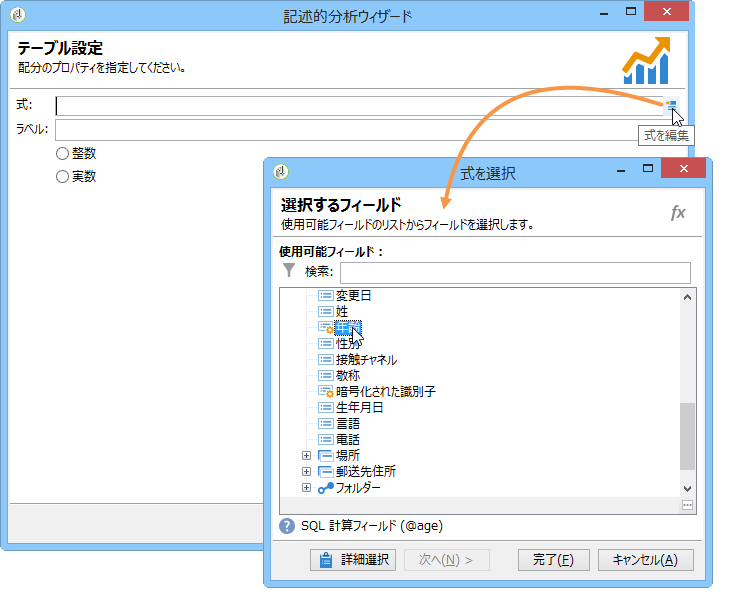 記述的分析ウィザード
テーブル設定
配分のプロパティを指定してください。
式:
ラベル:
式を編集
整数
実数
式を選択
選択するフィールド
使用可能フィールドのリストからフィールドを選択します。
fx
使用可能フィールド:
検索:
変更日
姓
年齢
性別
接触チャネル
敬称
暗号化された識別子
生年月日
言語
電話
場所
郵送先住所
フォルダー
SQL 計算フィールド (@age)
詳細選択
次へ(N) >
完了(F)
キャンセル(A)